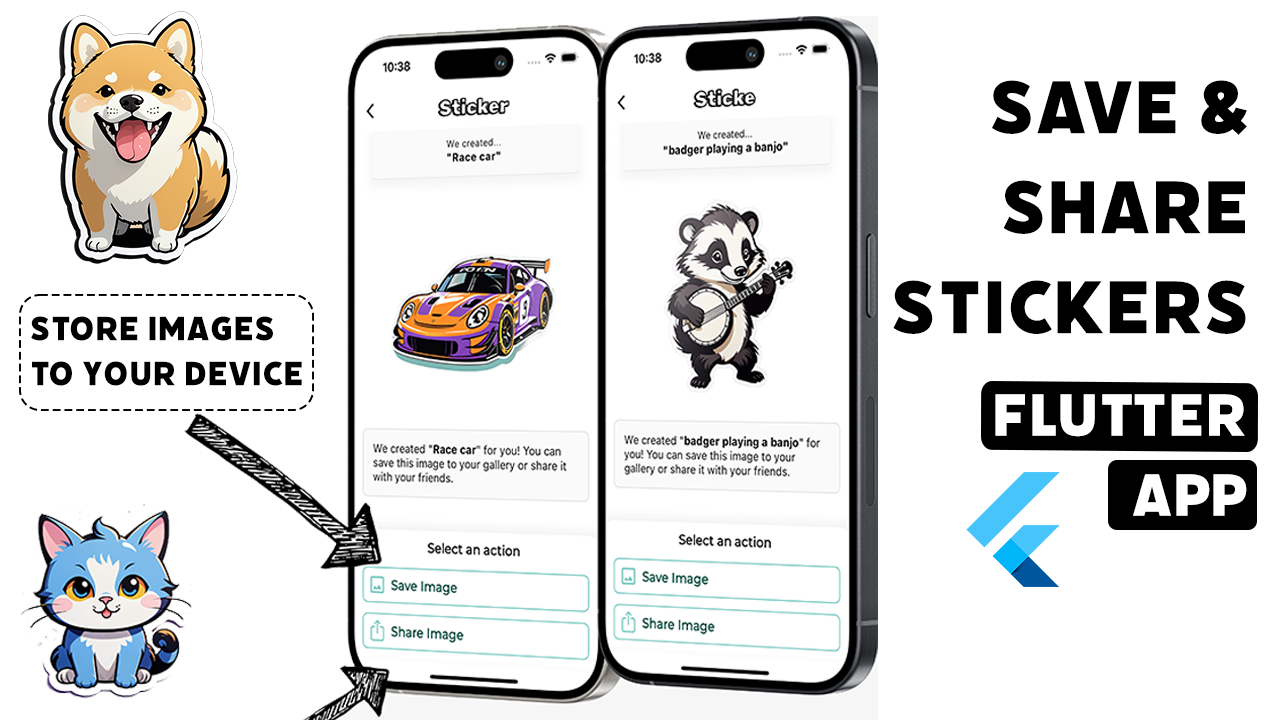 STORE IMAGES
TO YOUR DEVICE
10:38
Sticker
We created...
"Race car"
We created "Race car" for you! You can
save this image to your gallery or share it
with your friends.
Select an action
Save Image
Share Image
10:38
Sticke
We created...
"badger playing a banjo"
We created "badger playing a banjo" for
you! You can save this image to your
gallery or share it with your friends.
Select an action
Save Image
Share Image
SAVE &
SHARE
STICKERS
FLUTTER
APP